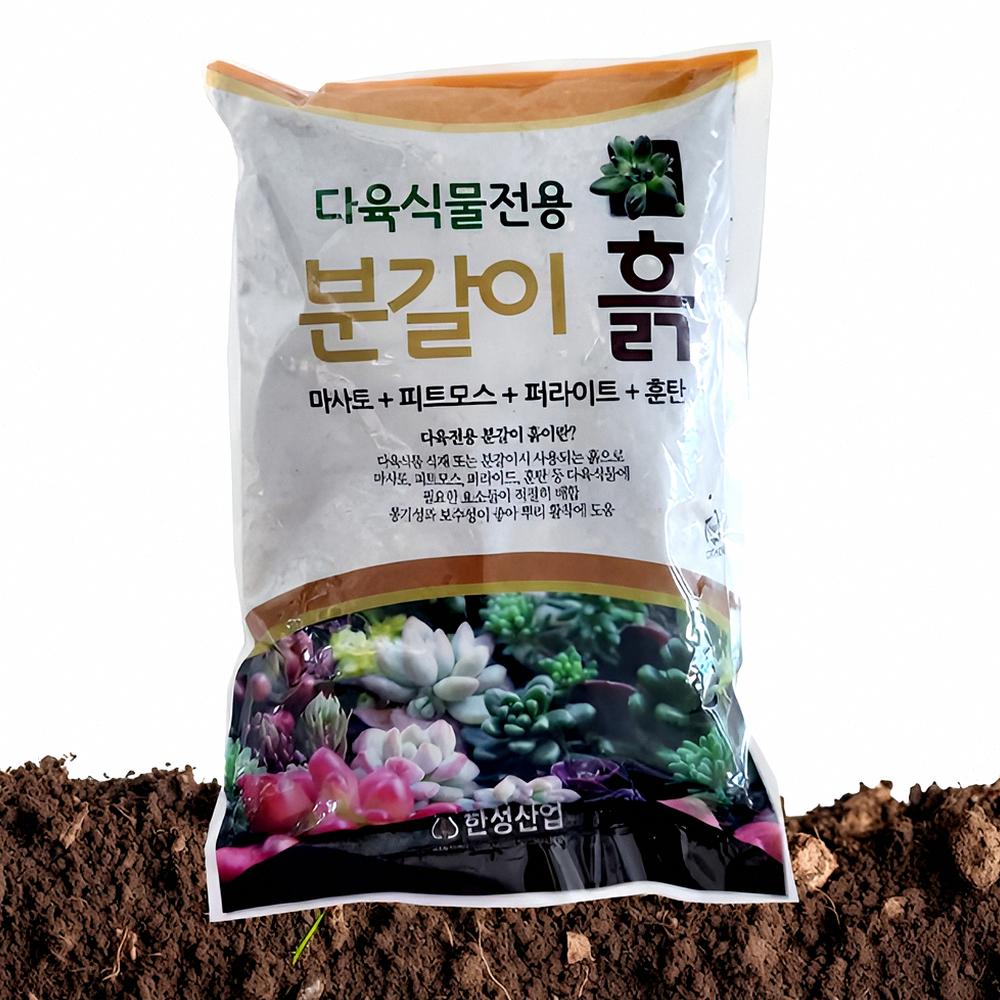 다육식물전용
분갈이 흙
마사토 + 피트모스 + 퍼라이트 + 훈탄
다육전용 분갈이 흙이란?
다육식물 식재 또는 분갈이시 사용되는 흙으로
마사토, 피트모스, 퍼라이트, 훈탄 등 다육식물에
필요한 요소들이 적절히 배합
통기성과 보수성이 좋아 뿌리 활착에 도움
한성산업